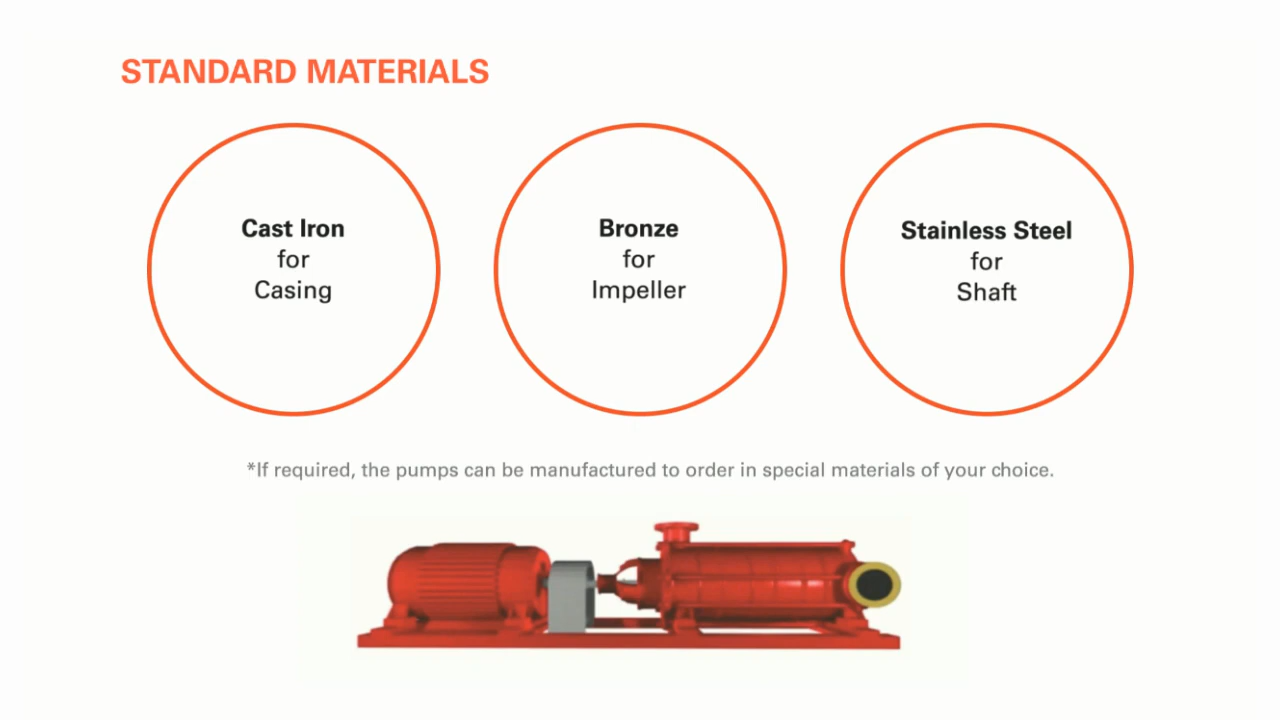 STANDARD MATERIALS
Cast Iron
for
Casing
Bronze
for
Impeller
Stainless Steel
for
Shaft
*If required, the pumps can be manufactured to order in special materials of your choice.